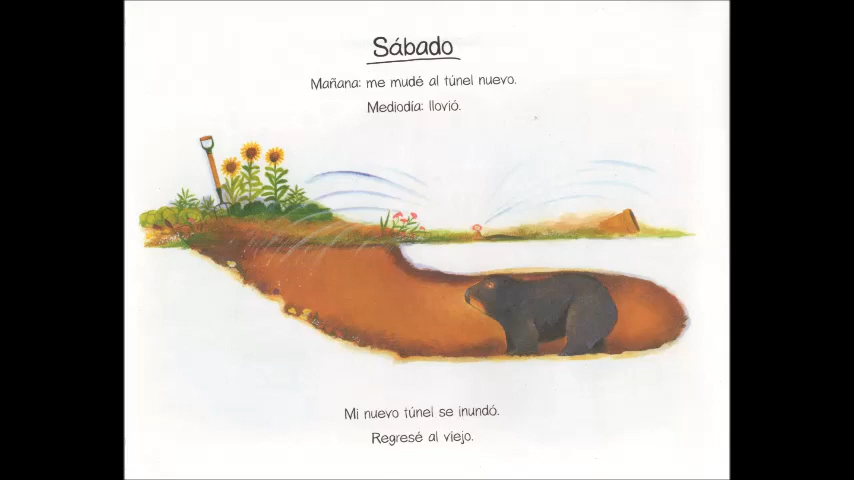 Sábado
Mañana: me mudé al túnel nuevo.
Mediodía: llovió.
Mi nuevo túnel se inundó.
Regresé al viejo.